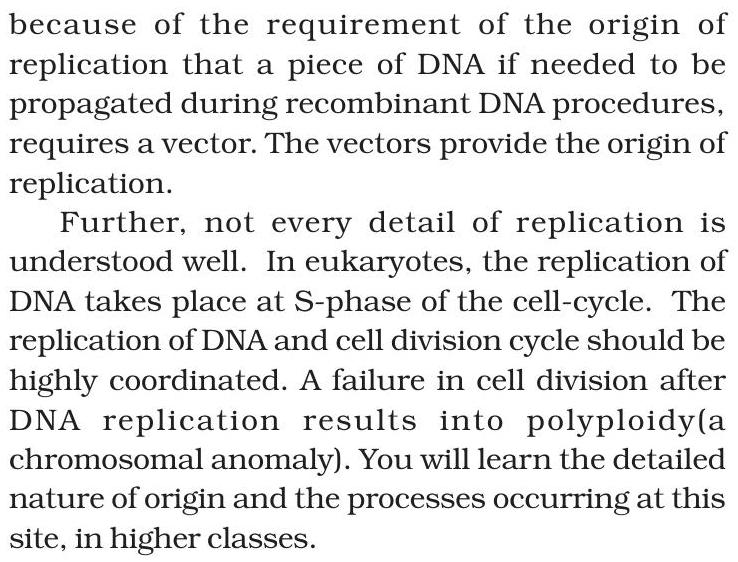 because of the requirement of the origin of
replication that a piece of DNA if needed to be
propagated during recombinant DNA procedures,
requires a vector. The vectors provide the origin of
replication.
Further, not every detail of replication is
understood well.  In eukaryotes, the replication of
DNA takes place at S-phase of the cell-cycle.  The
replication of DNA and cell division cycle should be
highly coordinated. A failure in cell division after
DNA replication results into polyploidy(a
chromosomal anomaly). You will learn the detailed
nature of origin and the processes occurring at this
site, in higher classes.